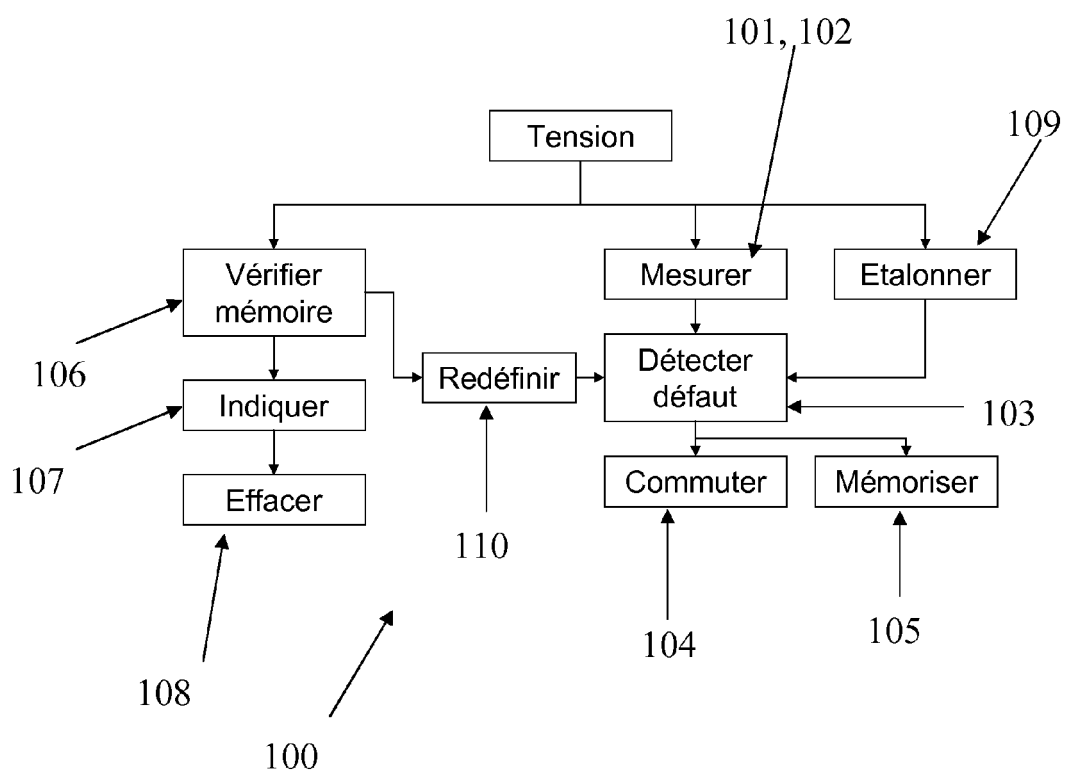 101, 102
109
Tension
Vérifier
mémoire
Mesurer
Etalonner
106
Redéfinir
Détecter
défaut
Indiquer
103
107
Effacer
Commuter
Mémoriser
110
104
105
108
100